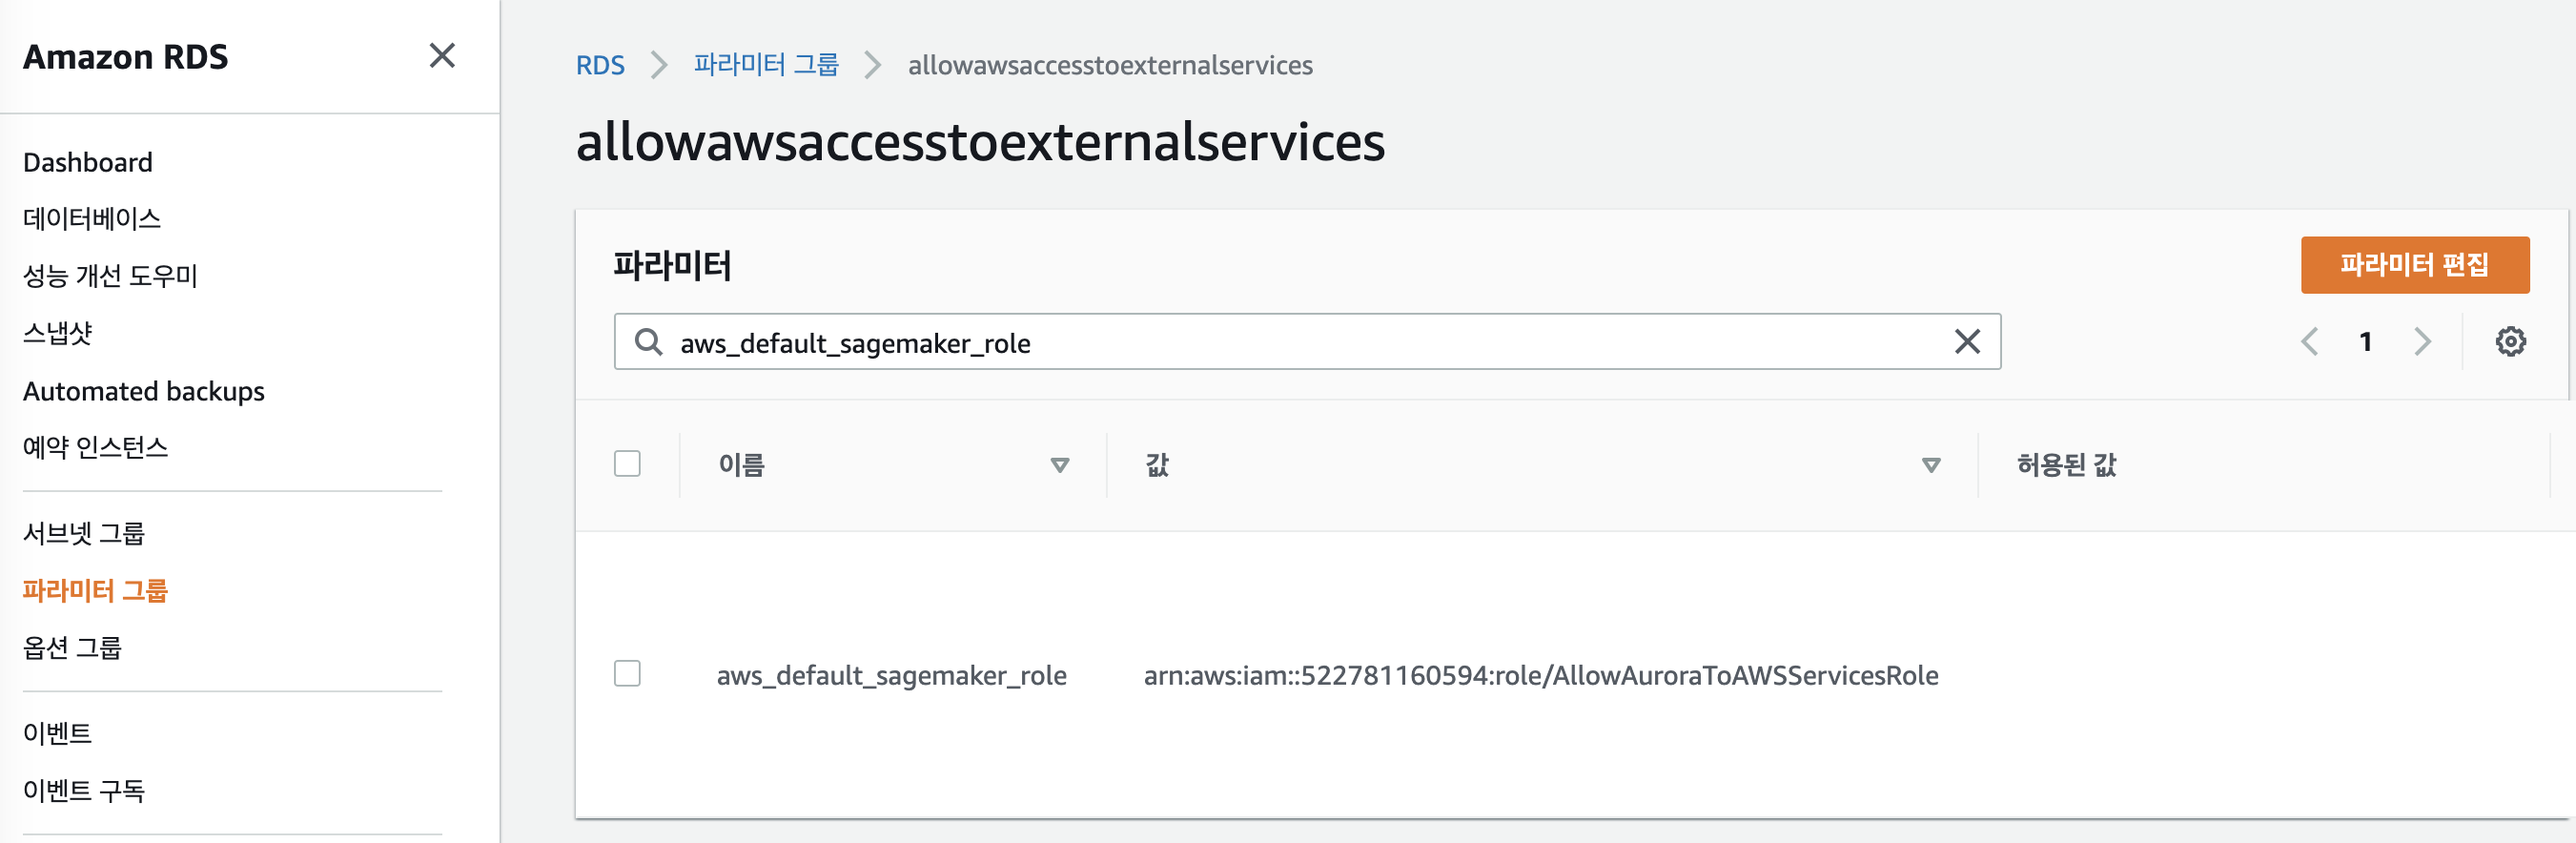 Amazon RDS
Dashboard
데이터베이스
성능 개선 도우미
스냅샷
Automated backups
예약 인스턴스
서브넷 그룹
파라미터 그룹
옵션 그룹
이벤트
이벤트 구독
RDS 파라미터 그룹 allowawsaccesstoexternalservices
allowawsaccesstoexternalservices
파라미터
파라미터 편집
aws_default_sagemaker_role
1
이름 값 허용된 값
aws_default_sagemaker_role arn:aws:iam::522781160594:role/AllowAuroraToAWSServicesRole